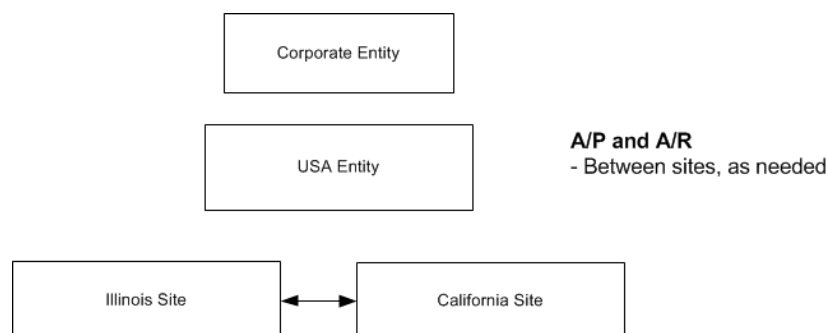 Corporate Entity
USA Entity
A/P and A/R
- Between sites, as needed
Illinois Site
California Site